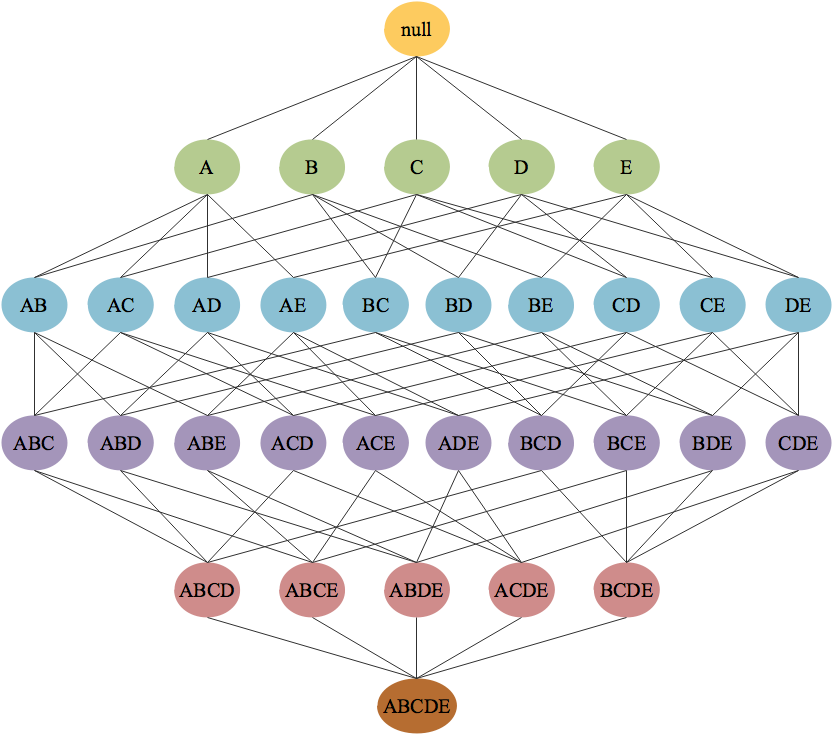 null
A B C D E
AB AC AD AE BC BD BE CD CE DE
ABC ABD ABE ACD ACE ADE BCD BCE BDE CDE
ABCD ABCE ABDE ACDE BCDE
ABCDE